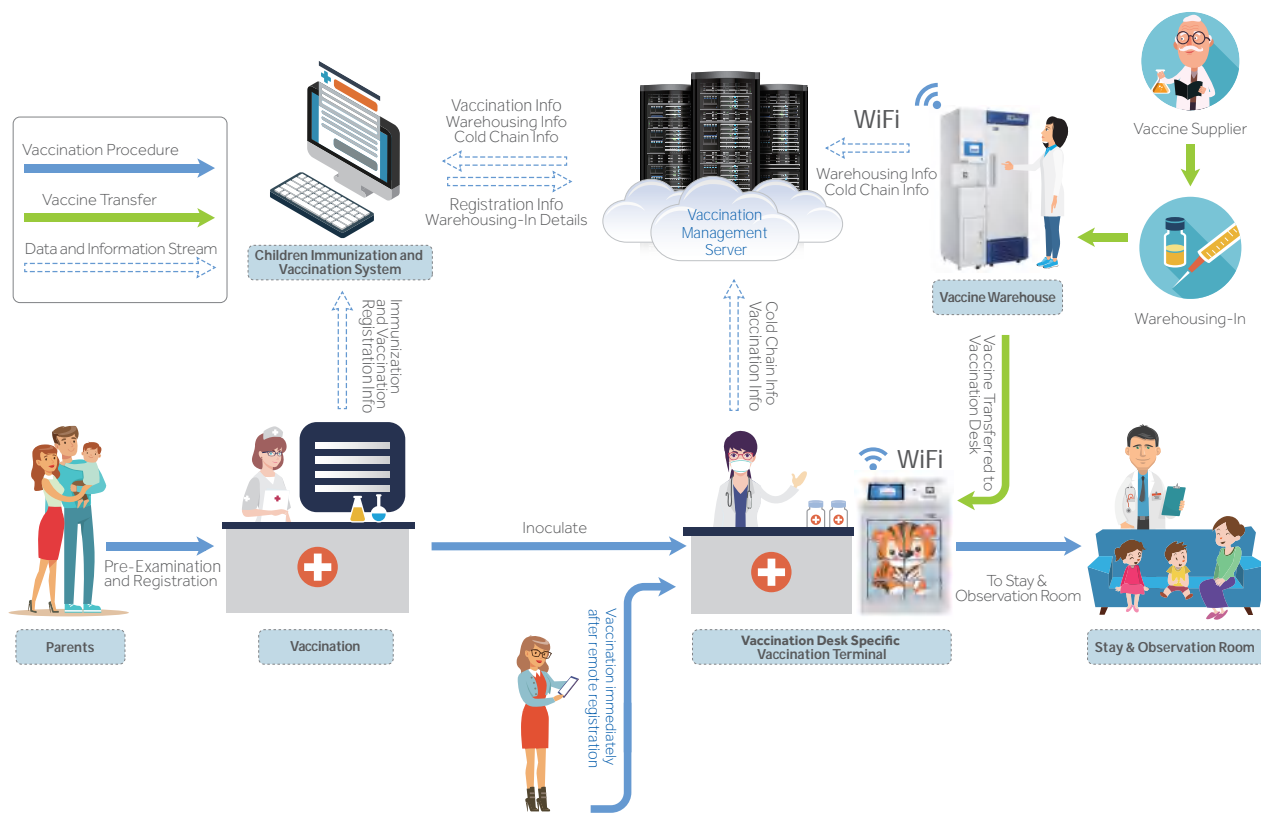 Vaccination Procedure
Vaccine Transfer
Data and Information Stream
Children Immunization and
Vaccination System
Vaccination Info
Warehousing Info
Cold Chain Info
Registration Info
Warehousing-In Details
Vaccination
Management
Server
WiFi
Warehousing Info
Cold Chain Info
Vaccine Warehouse
Vaccine Supplier
Warehousing-In
Immunization
and Vaccination
Registration Info
Cold Chain Info
Vaccination Info
Vaccine Transferred to
Vaccination Desk
WiFi
Pre-Examination
and Registration
Inoculate
To Stay &
Observation Room
Parents
Vaccination
Vaccination Desk Specific
Vaccination Terminal
Stay & Observation Room
Vaccination immediately
after remote registration